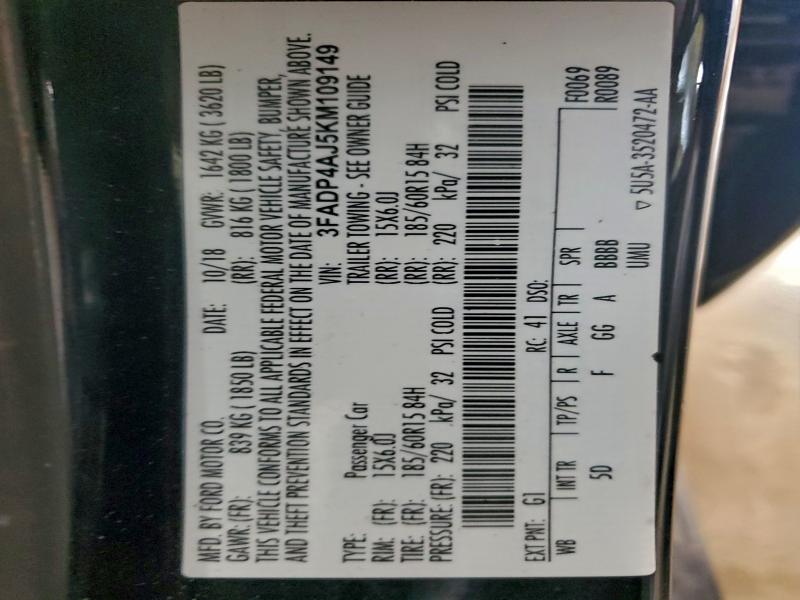 MFD. BY FORD MOTOR CO. DATE: 10/18 GVWR: 1642 KG ( 3620 LB)
GAWR: (FR): 839 KG ( 1850 LB) (RR): 816 KG ( 1800 LB)
THIS VEHICLE CONFORMS TO ALL APPLICABLE FEDERAL MOTOR VEHICLE SAFETY, BUMPER,
AND THEFT PREVENTION STANDARDS IN EFFECT ON THE DATE OF MANUFACTURE SHOWN ABOVE.
VIN: 3FADP4AJ5KM109149
TYPE: Passenger Car TRAILER TOWING - SEE OWNER GUIDE
RIM: (FR): 15X6.0J (RR): 15X6.0J
TIRE: (FR): 185/60R15 84H (RR): 185/60R15 84H
PRESSURE: (FR): 220 kPa/ 32 PSI COLD (RR): 220 kPa/ 32 PSI COLD
EXT PNT: G1 RC: 41 DSO: F0069
WB INT TR TP/PS R AXLE TR SPR R0089
5D F GG A BBBB
UMU ▽ 5U5A-3520472-AA